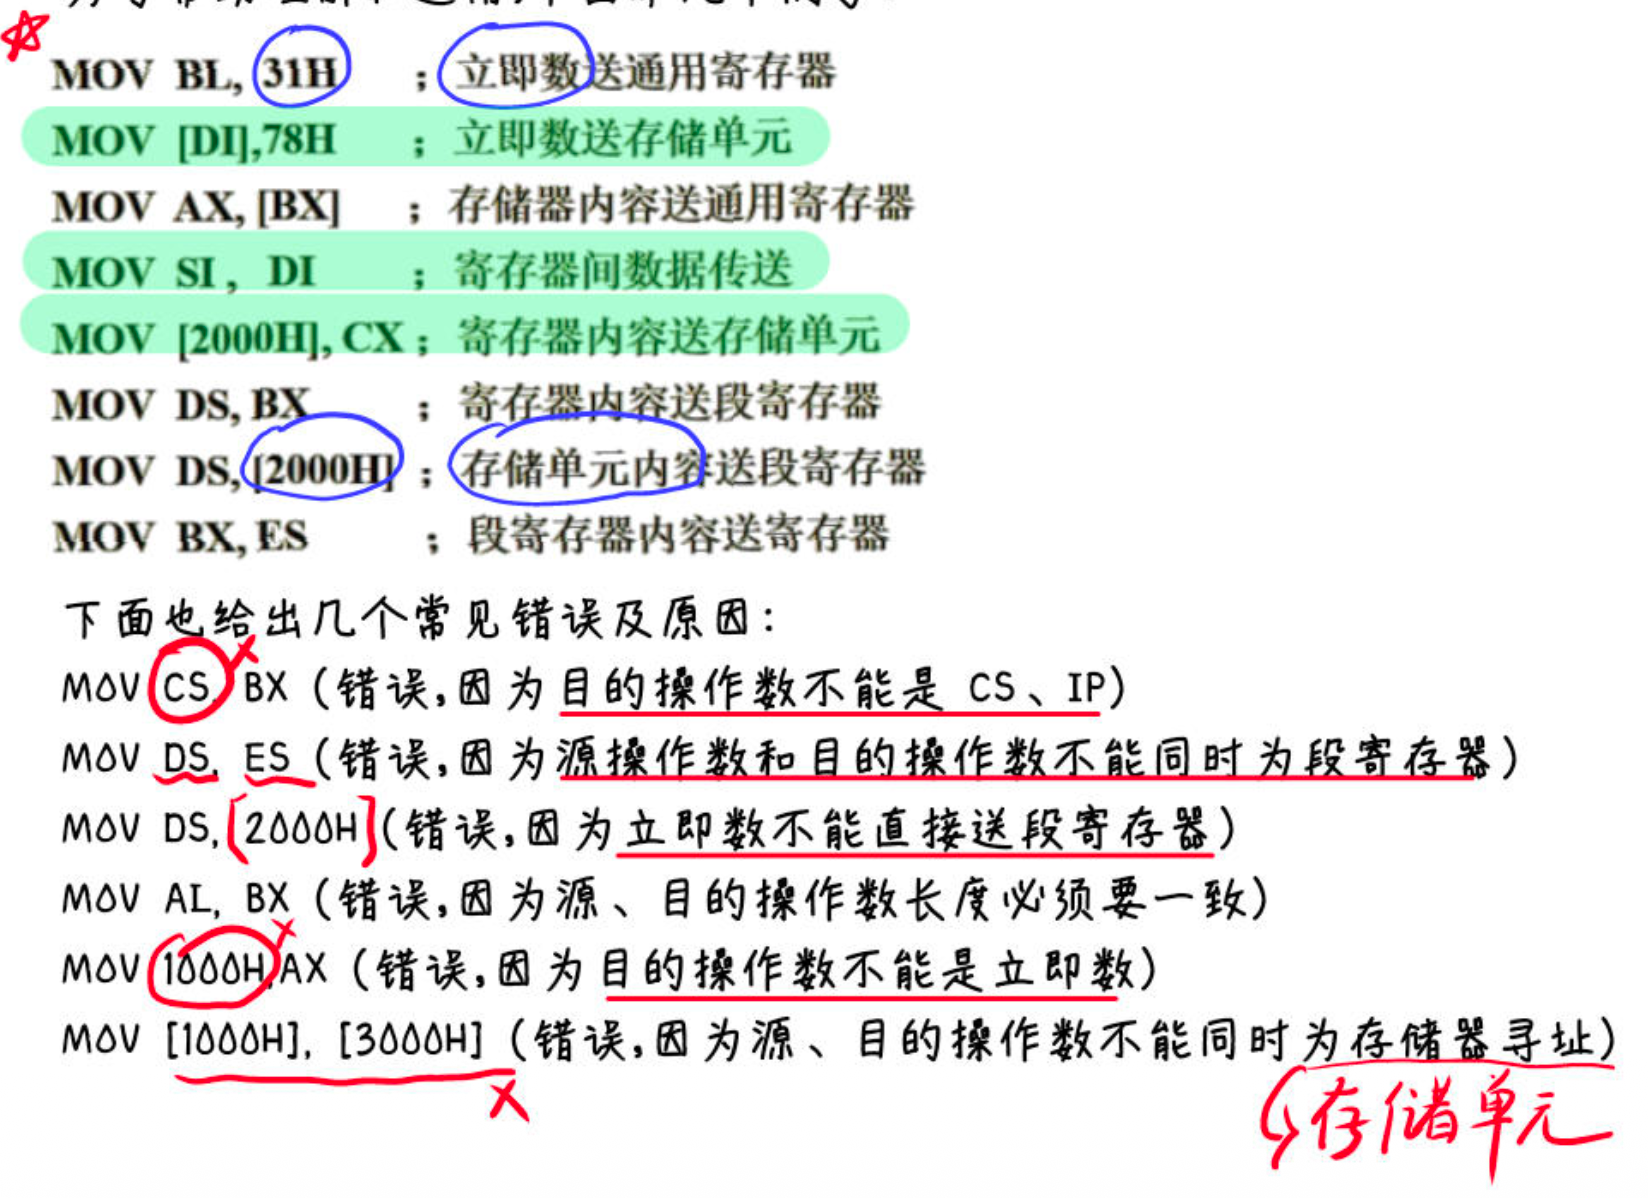 MOV BL, 31H ; 立即数送通用寄存器
MOV [DI],78H ; 立即数送存储单元
MOV AX, [BX] ; 存储器内容送通用寄存器
MOV SI, DI ; 寄存器间数据传送
MOV [2000H], CX ; 寄存器内容送存储单元
MOV DS, BX ; 寄存器内容送段寄存器
MOV DS, [2000H] ; 存储单元内容送段寄存器
MOV BX, ES ; 段寄存器内容送寄存器
下面也给出几个常见错误及原因:
MOV CS, BX (错误,因为目的操作数不能是 CS、IP)
MOV DS, ES (错误,因为源操作数和目的操作数不能同时为段寄存器)
MOV DS, [2000H] (错误,因为立即数不能直接送段寄存器)
MOV AL, BX (错误,因为源、目的操作数长度必须要一致)
MOV 1000H,AX (错误,因为目的操作数不能是立即数)
MOV [1000H], [3000H] (错误,因为源、目的操作数不能同时为存储器寻址)
存储单元